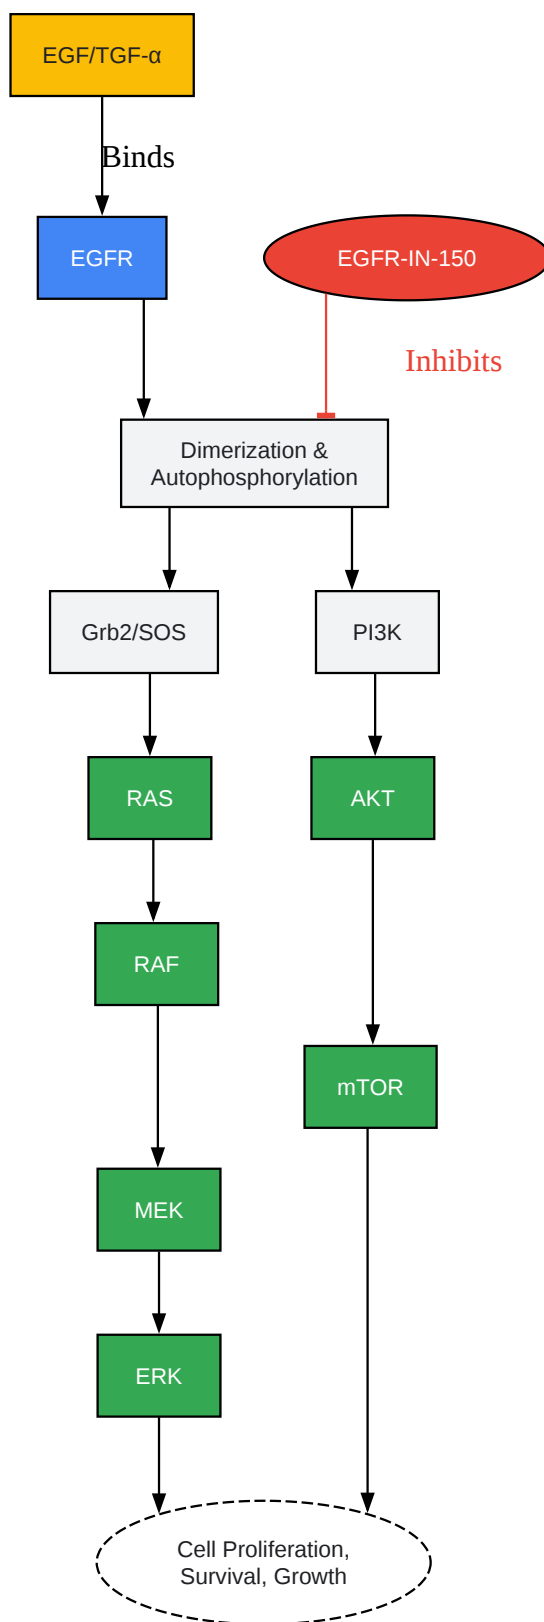 EGF/TGF-α
Binds
EGFR
EGFR-IN-150
Inhibits
Dimerization &
Autophosphorylation
Grb2/SOS
PI3K
RAS
AKT
RAF
mTOR
MEK
ERK
Cell Proliferation,
Survival, Growth